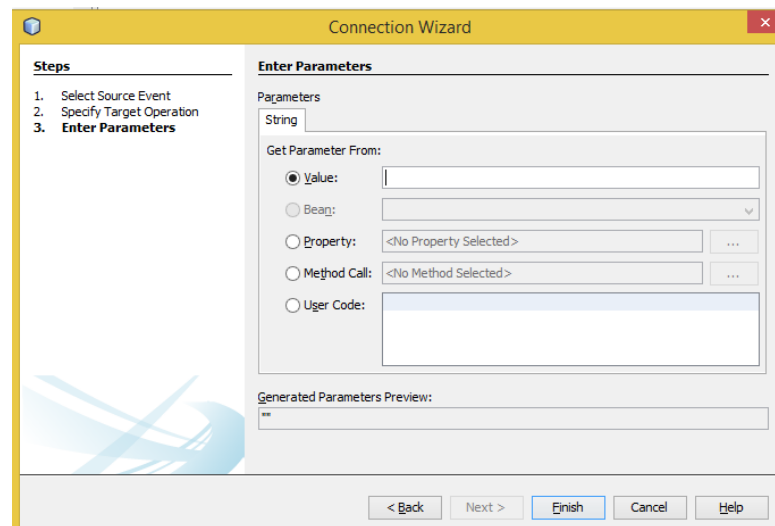 Connection Wizard
Steps
1. Select Source Event
2. Specify Target Operation
3. Enter Parameters
Enter Parameters
Parameters
String
Get Parameter From:
Value:
Bean:
Property: <No Property Selected> ...
Method Call: <No Method Selected> ...
User Code:
Generated Parameters Preview:
""
< Back Next > Finish Cancel Help